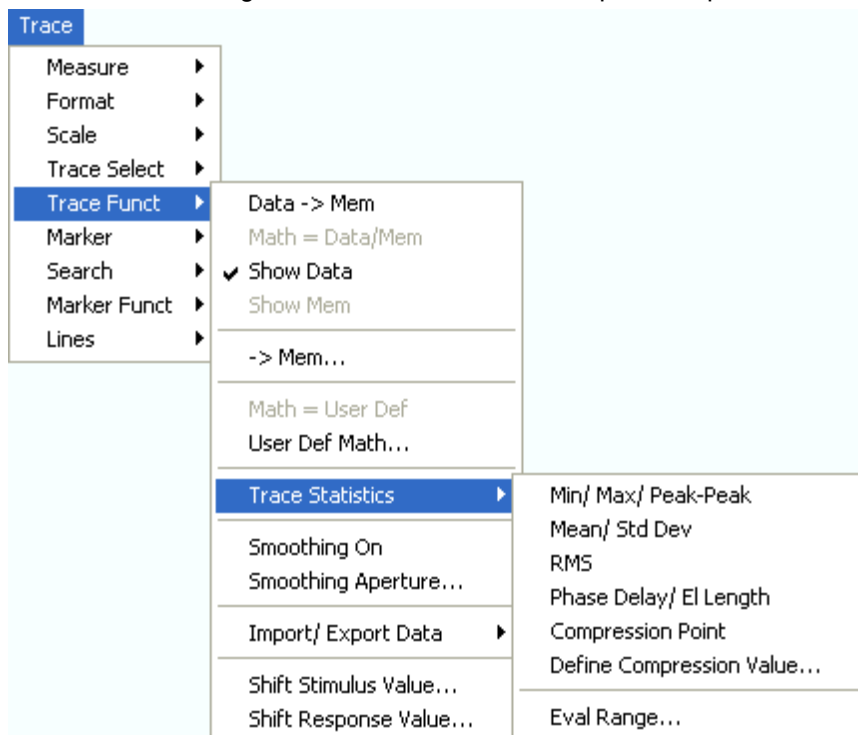 Trace
Measure
Format
Scale
Trace Select
Trace Funct
Marker
Search
Marker Funct
Lines
Data -> Mem
Math = Data/Mem
Show Data
Show Mem
-> Mem...
Math = User Def
User Def Math...
Trace Statistics
Smoothing On
Smoothing Aperture...
Import/ Export Data
Shift Stimulus Value...
Shift Response Value...
Min/ Max/ Peak-Peak
Mean/ Std Dev
RMS
Phase Delay/ El Length
Compression Point
Define Compression Value...
Eval Range...